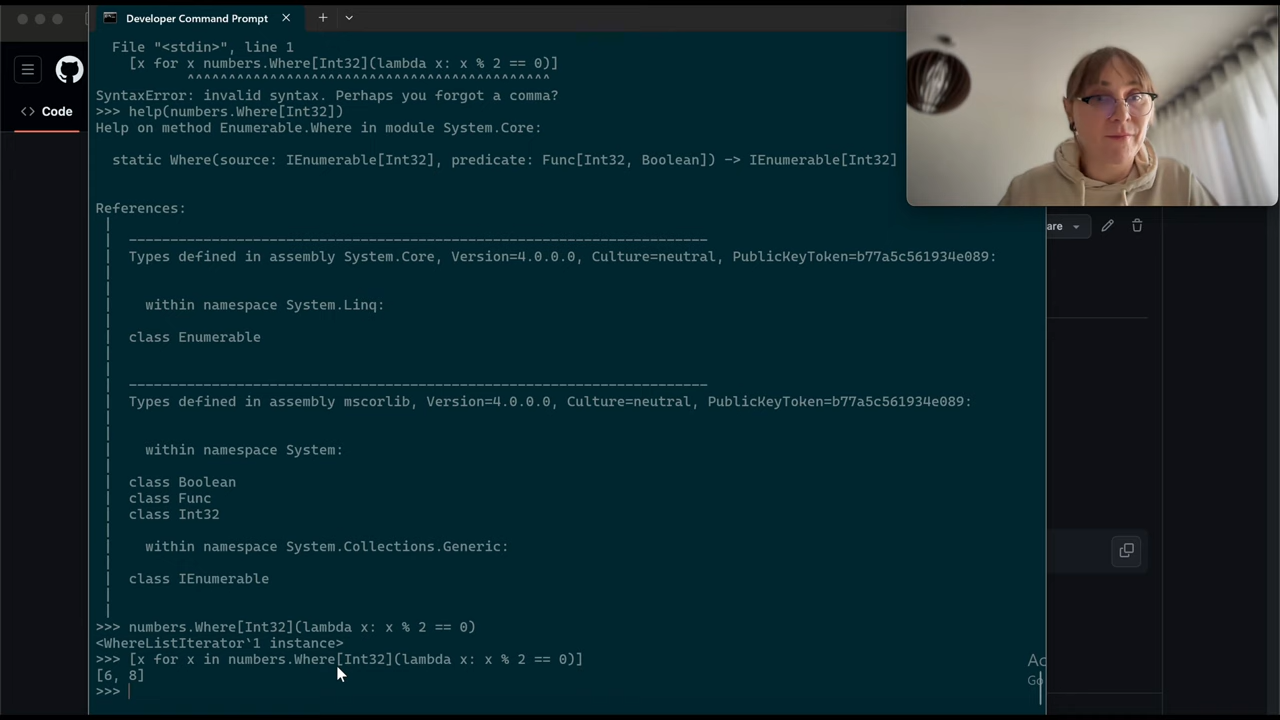 Developer Command Prompt
File "<stdin>", line 1
[x for x numbers.Where[Int32](lambda x: x % 2 == 0)]
^^^^^^^^^^^^^^^^^^^^^^^^^^^^^^^^^^^^^^^^^^^^
SyntaxError: invalid syntax. Perhaps you forgot a comma?
>>> help(numbers.Where[Int32])
Help on method Enumerable.Where in module System.Core:
static Where(source: IEnumerable[Int32], predicate: Func[Int32, Boolean]) -> IEnumerable[Int32]
References:
| ----------------------------------------------------------------------
| Types defined in assembly System.Core, Version=4.0.0.0, Culture=neutral, PublicKeyToken=b77a5c561934e089:
|
| within namespace System.Linq:
|
| class Enumerable
|
| ----------------------------------------------------------------------
| Types defined in assembly mscorlib, Version=4.0.0.0, Culture=neutral, PublicKeyToken=b77a5c561934e089:
|
| within namespace System:
|
| class Boolean
| class Func
| class Int32
|
| within namespace System.Collections.Generic:
|
| class IEnumerable
|
>>> numbers.Where[Int32](lambda x: x % 2 == 0)
<WhereListIterator`1 instance>
>>> [x for x in numbers.Where[Int32](lambda x: x % 2 == 0)]
[6, 8]
>>>
<> Code
are
Ac
Go